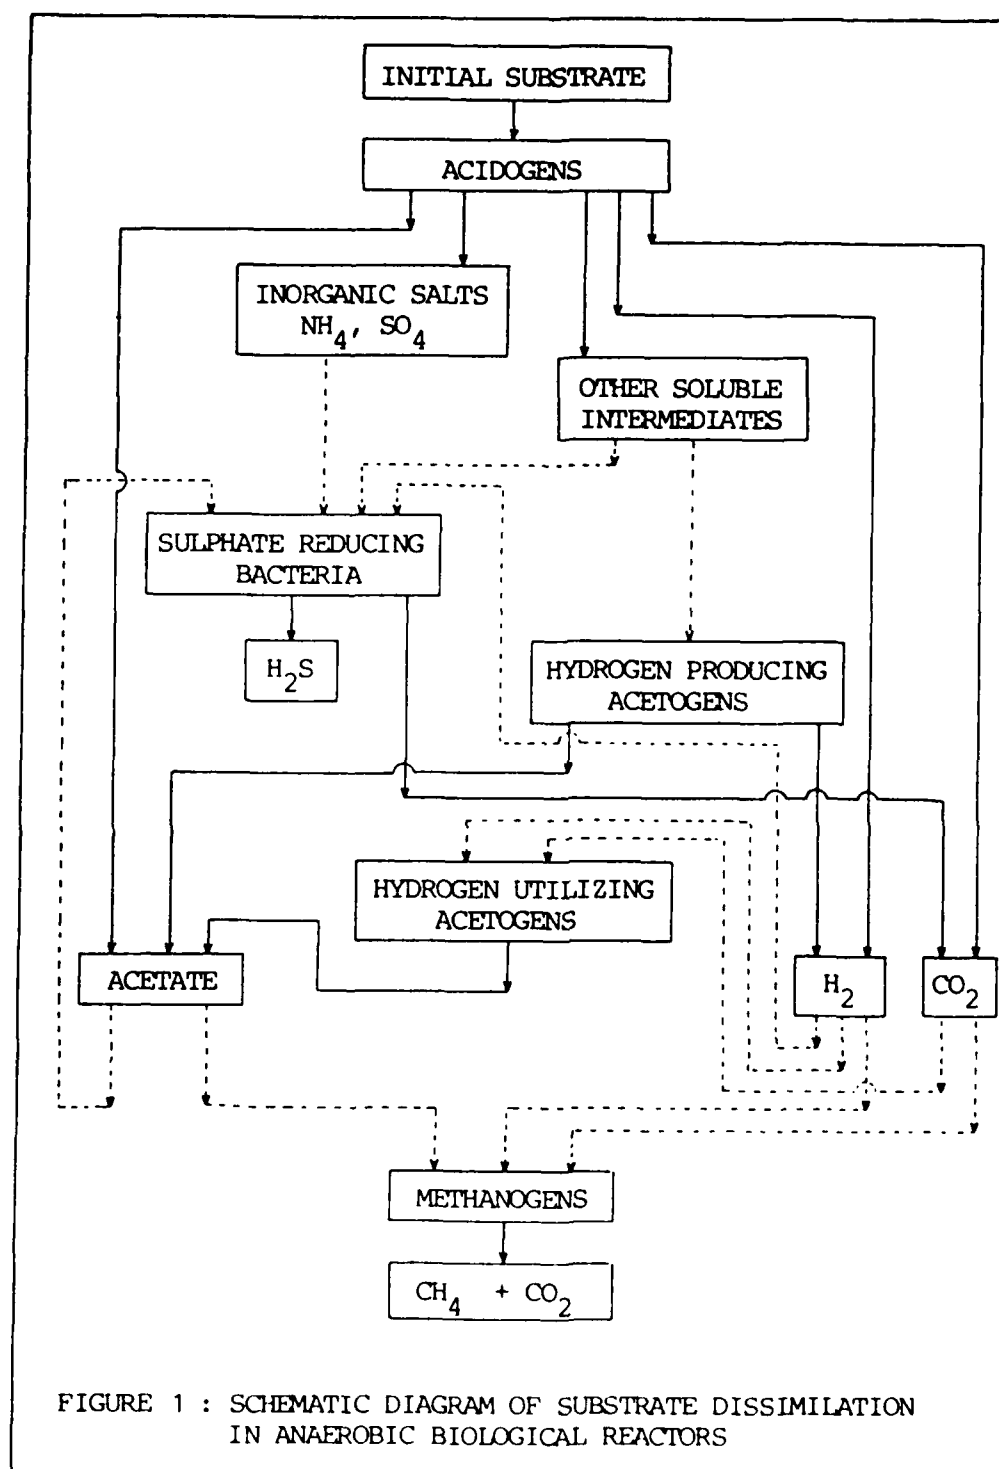 INITIAL SUBSTRATE
ACIDOGENS
INORGANIC SALTS
NH4, SO4
OTHER SOLUBLE
INTERMEDIATES
SULPHATE REDUCING
BACTERIA
H2S
HYDROGEN PRODUCING
ACETOGENS
HYDROGEN UTILIZING
ACETOGENS
ACETATE
H2
CO2
METHANOGENS
CH4 + CO2
FIGURE 1 : SCHEMATIC DIAGRAM OF SUBSTRATE DISSIMILATION
IN ANAEROBIC BIOLOGICAL REACTORS